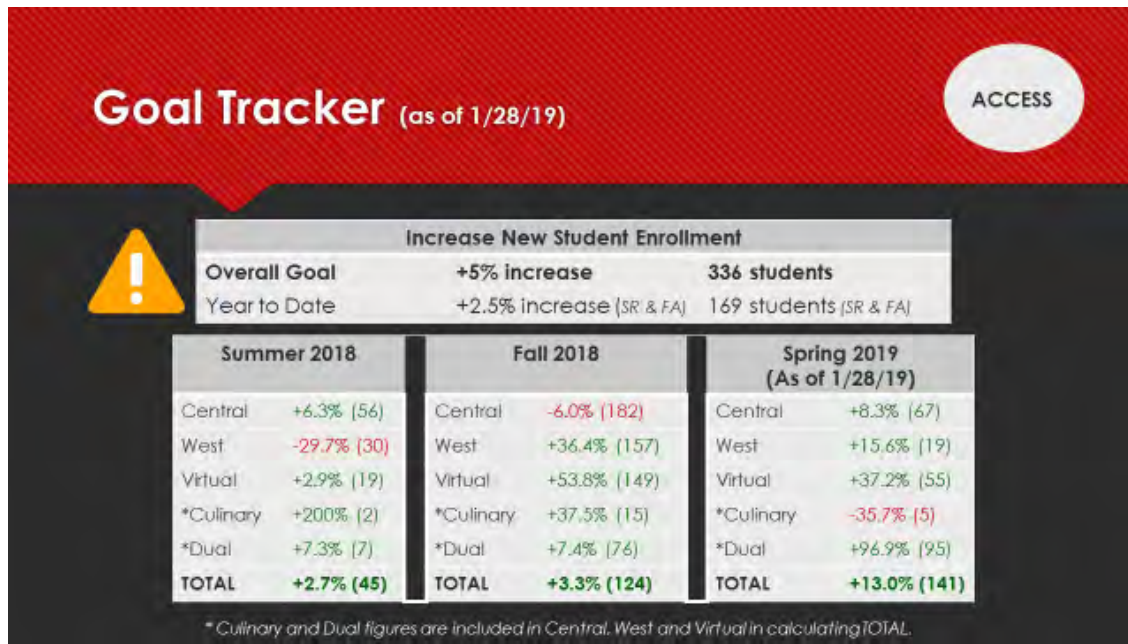 Goal Tracker (as of 1/28/19)
ACCESS
Increase New Student Enrollment
Overall Goal +5% increase 336 students
Year to Date +2.5% increase (SR & FA) 169 students (SR & FA)
Summer 2018
Central +6.3% (56)
West -29.7% (30)
Virtual +2.9% (19)
*Culinary +200% (2)
*Dual +7.3% (7)
TOTAL +2.7% (45)
Fall 2018
Central -6.0% (182)
West +36.4% (157)
Virtual +53.8% (149)
*Culinary +37.5% (15)
*Dual +7.4% (76)
TOTAL +3.3% (124)
Spring 2019
(As of 1/28/19)
Central +8.3% (67)
West +15.6% (19)
Virtual +37.2% (55)
*Culinary -35.7% (5)
*Dual +96.9% (95)
TOTAL +13.0% (141)
* Culinary and Dual figures are included in Central, West and Virtual in calculating TOTAL.